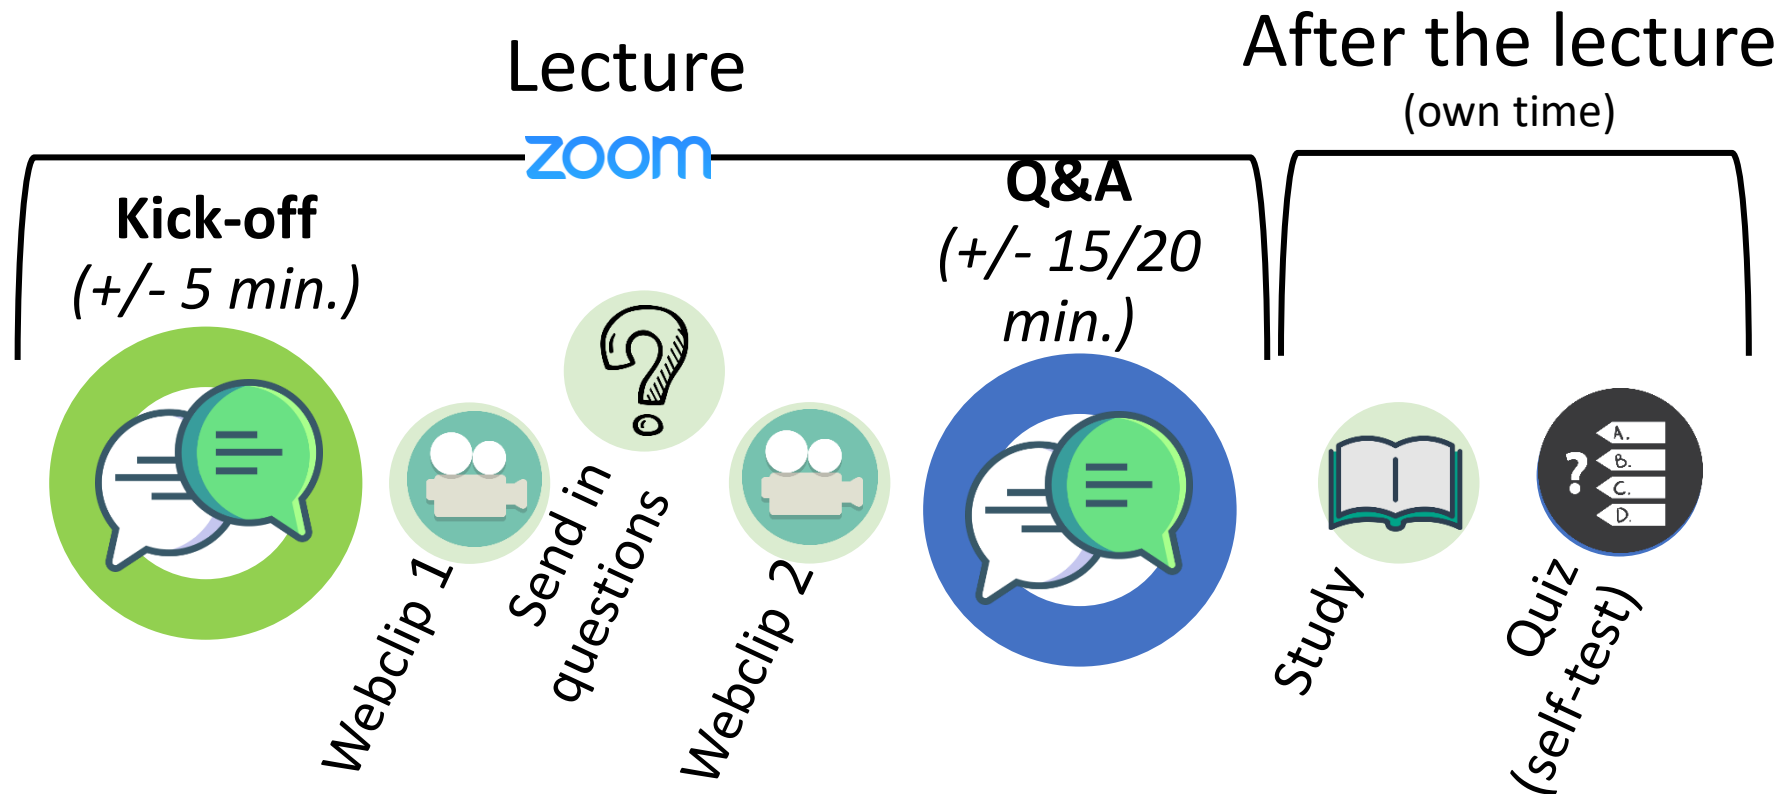 Lecture
zoom
After the lecture
(own time)
Kick-off
(+/- 5 min.)
Q&A
(+/- 15/20
min.)
Webclip 1
Send in
questions
Webclip 2
Study
?
A.
B.
C.
D.
Quiz
(self-test)